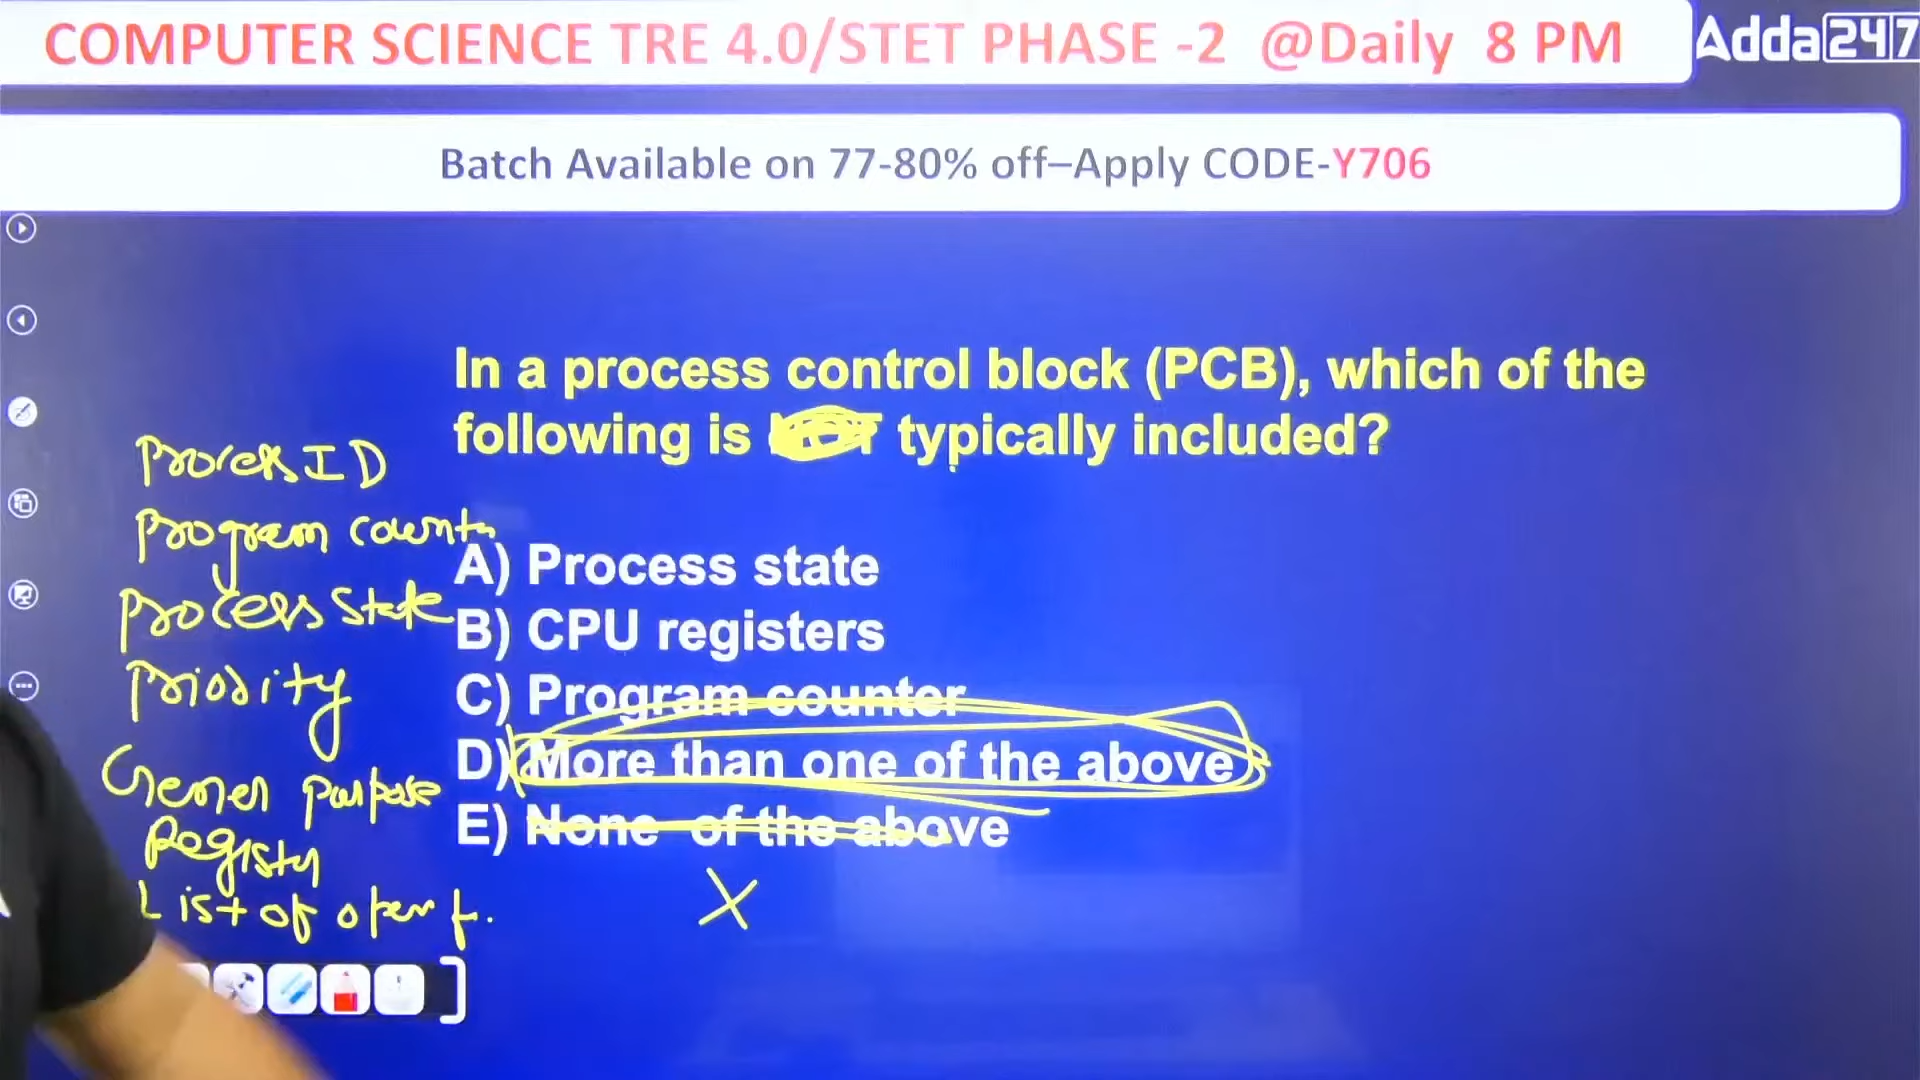 COMPUTER SCIENCE TRE 4.0/STET PHASE -2 @Daily 8 PM
Adda247
Batch Available on 77-80% off–Apply CODE-Y706
In a process control block (PCB), which of the
following is NOT typically included?
A) Process state
B) CPU registers
C) Program counter
D) More than one of the above
E) None of the above
Process ID
Program
Process State
Priority
purpose
List of open f.
X